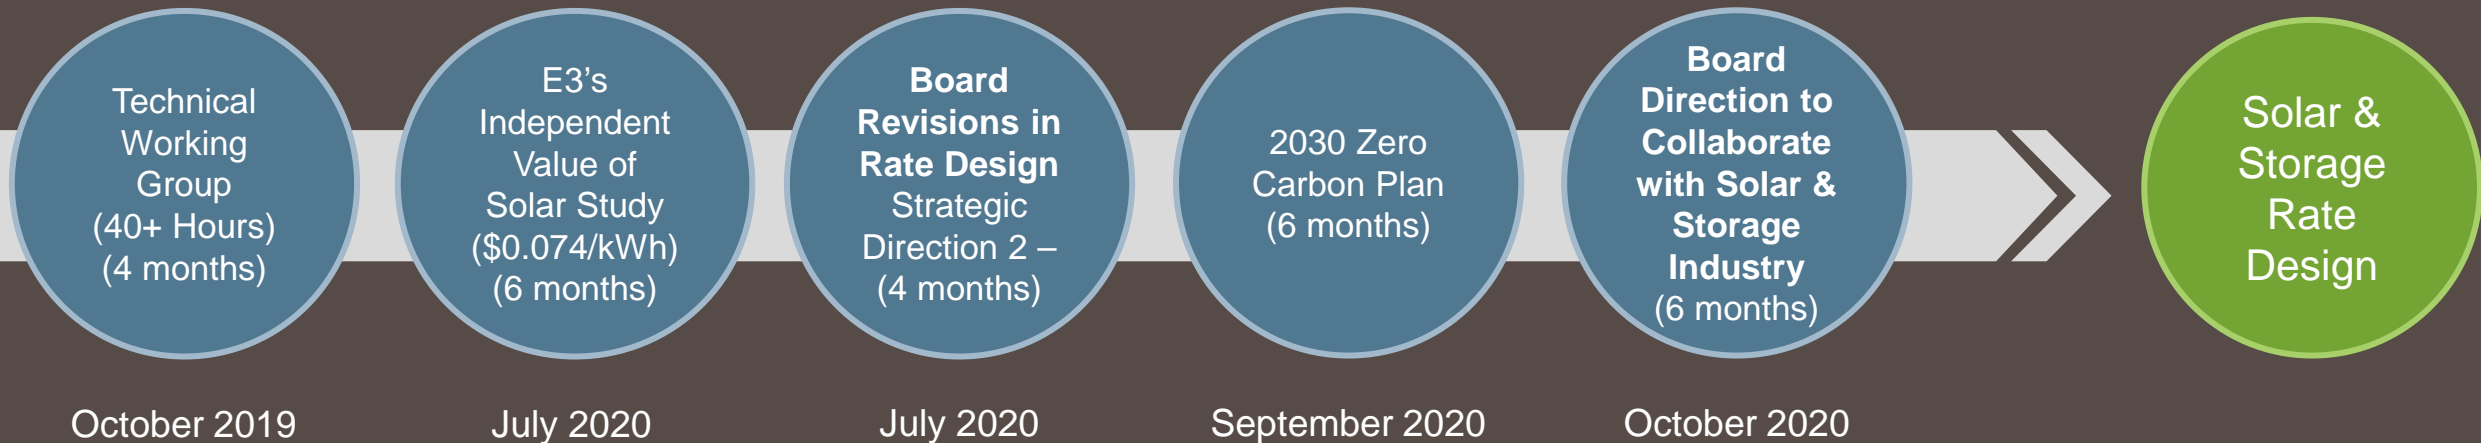 Technical
Working
Group
(40+ Hours)
(4 months)
E3’s
Independent
Value of
Solar Study
($0.074/kWh)
(6 months)
Board
Revisions in
Rate Design
Strategic
Direction 2 –
(4 months)
2030 Zero
Carbon Plan
(6 months)
Board
Direction to
Collaborate
with Solar &
Storage
Industry
(6 months)
Solar &
Storage
Rate
Design
October 2019
July 2020
July 2020
September 2020
October 2020